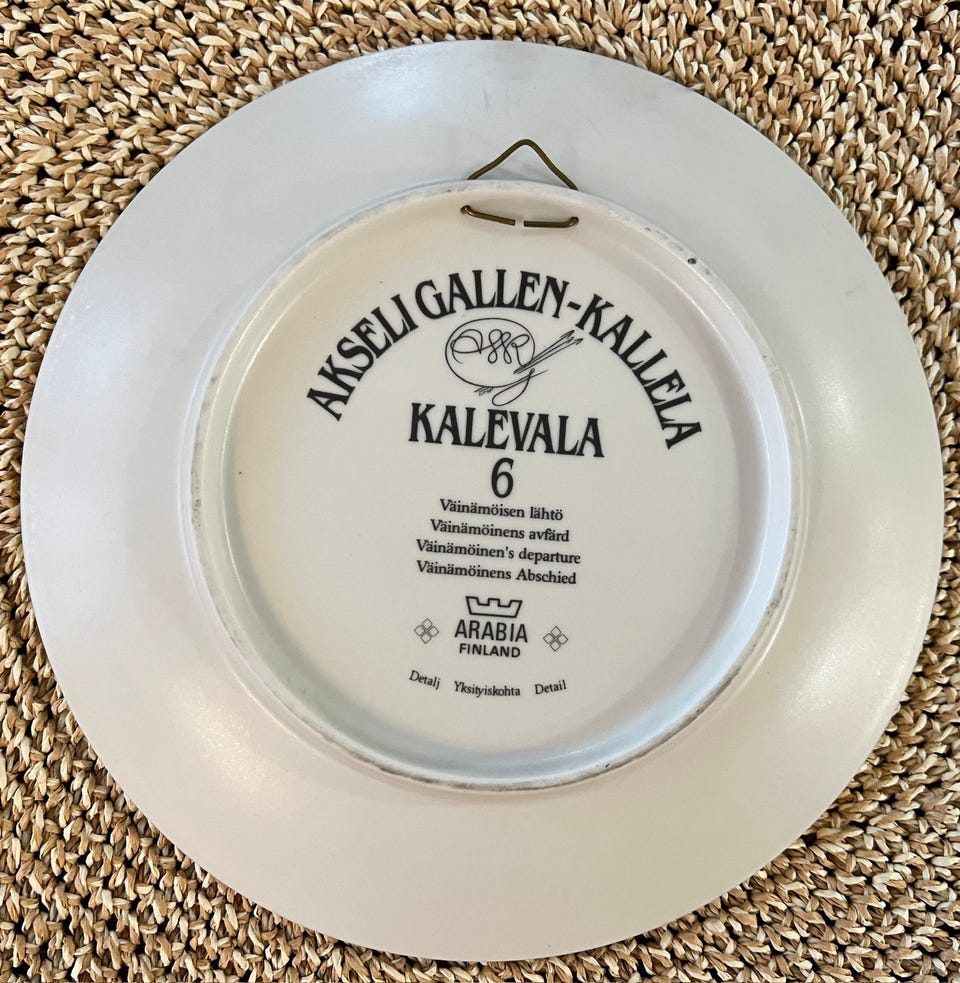 AKSELI GALLEN-KALLELA
KALEVALA
6
Väinämöisen lähtö
Väinämöinens avfärd
Väinämöinen's departure
Väinämöinens Abschied
ARABIA
FINLAND
Detalj Yksityiskohta Detail